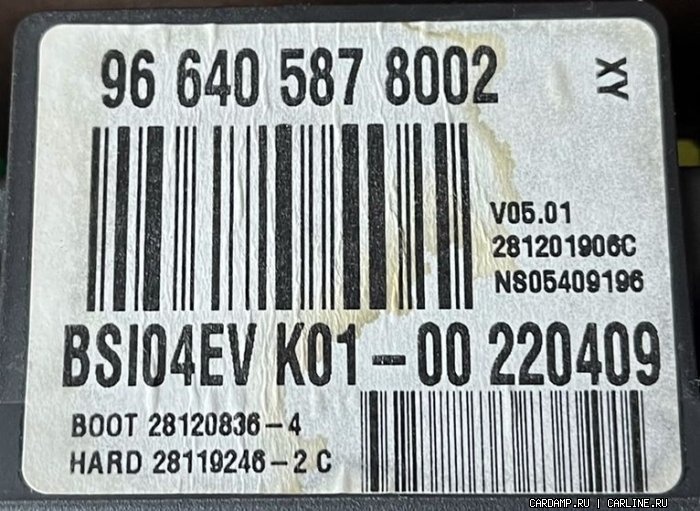 96 640 587 8002
XY
V05.01
281201906C
NS05409196
BSI04EV K01-00 220409
BOOT 28120836-4
HARD 28119246-2 C
CARDAMP.RU | CARLINE.RU